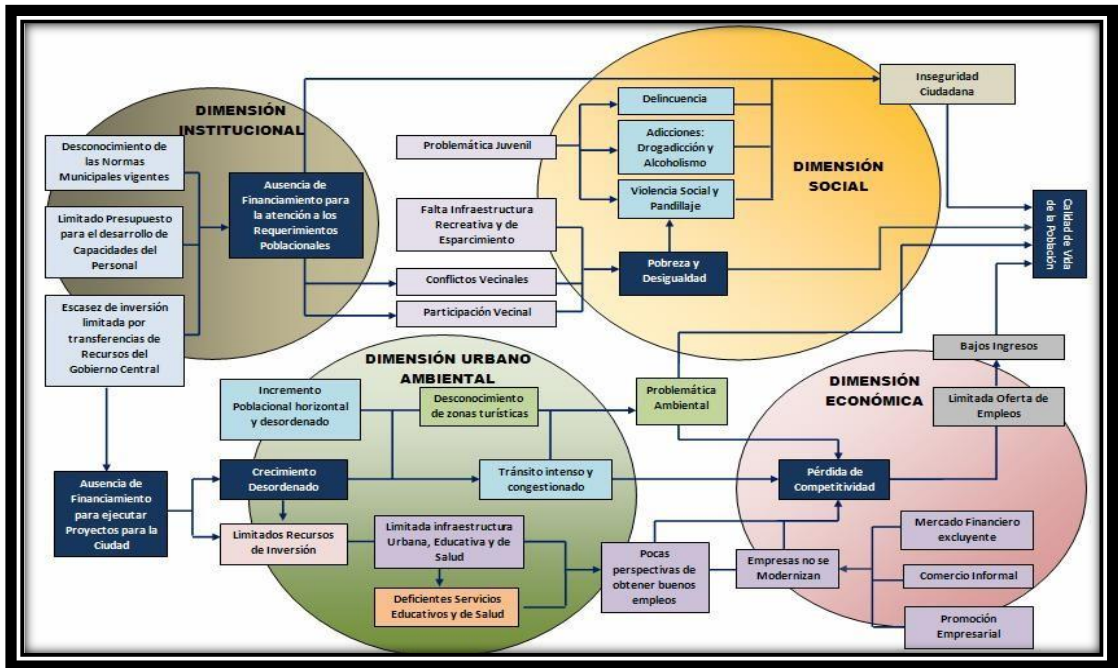 DIMENSIÓN
INSTITUCIONAL
Desconocimiento de
las Normas
Municipales vigentes
Limitado Presupuesto
para el desarrollo de
Capacidades del
Personal
Escasez de inversión
limitada por
transferencias de
Recursos del
Gobierno Central
Ausencia de
Financiamiento para
la atención a los
Requerimientos
Poblacionales
Problemática Juvenil
Falta Infraestructura
Recreativa y de
Esparcimiento
Conflictos Vecinales
Participación Vecinal
Delincuencia
Adicciones:
Drogadicción y
Alcoholismo
Violencia Social y
Pandillaje
Pobreza y
Desigualdad
DIMENSIÓN
SOCIAL
Inseguridad
Ciudadana
Calidad de Vida
de la Población
DIMENSIÓN URBANO
AMBIENTAL
Incremento
Poblacional horizontal
y desordenado
Desconocimiento
de zonas turísticas
Problemática
Ambiental
Ausencia de
Financiamiento
para ejecutar
Proyectos para la
Ciudad
Crecimiento
Desordenado
Tránsito intenso y
congestionado
Limitados Recursos
de Inversión
Limitada infraestructura
Urbana, Educativa y de
Salud
Deficientes Servicios
Educativos y de Salud
Pocas
perspectivas de
obtener buenos
empleos
DIMENSIÓN
ECONÓMICA
Bajos Ingresos
Limitada Oferta de
Empleos
Pérdida de
Competitividad
Empresas no se
Modernizan
Mercado Financiero
excluyente
Comercio Informal
Promoción
Empresarial